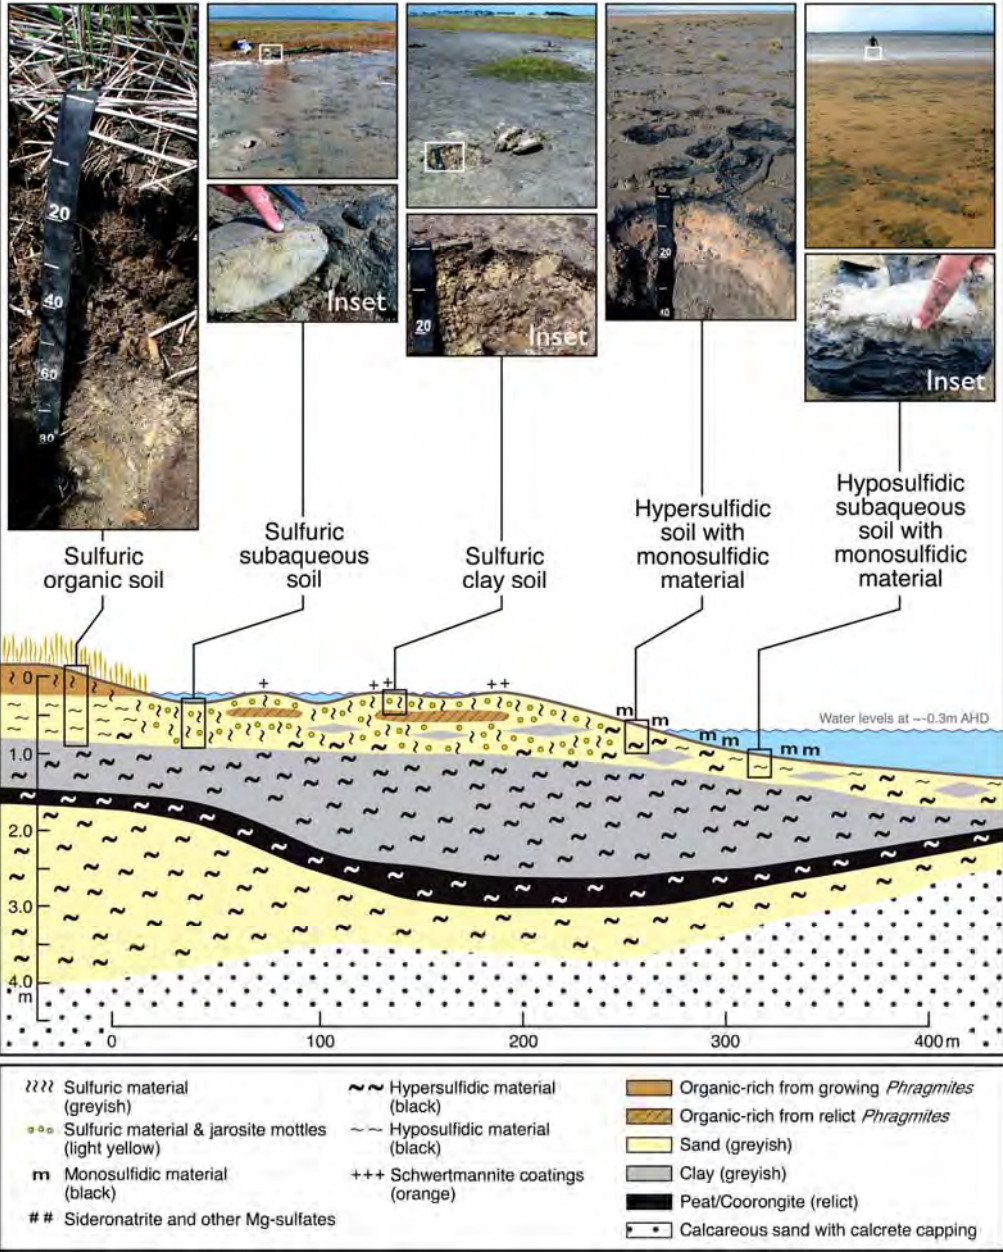 20
40
60
80
Inset
20
Inset
20
40
Inset
Sulfuric
organic soil
Sulfuric
subaqueous
soil
Sulfuric
clay soil
Hypersulfidic
soil with
monosulfidic
material
Hyposulfidic
subaqueous
soil with
monosulfidic
material
+
++
++
m
m
m m
m m
Water levels at ~-0.3m AHD
0
1.0
2.0
3.0
4.0
m
0
100
200
300
400 m
Sulfuric material
(greyish)
Sulfuric material & jarosite mottles
(light yellow)
m Monosulfidic material
(black)
## Sideronatrite and other Mg-sulfates
Hypersulfidic material
(black)
Hyposulfidic material
(black)
+++ Schwertmannite coatings
(orange)
Organic-rich from growing Phragmites
Organic-rich from relict Phragmites
Sand (greyish)
Clay (greyish)
Peat/Coorongite (relict)
Calcareous sand with calcrete capping